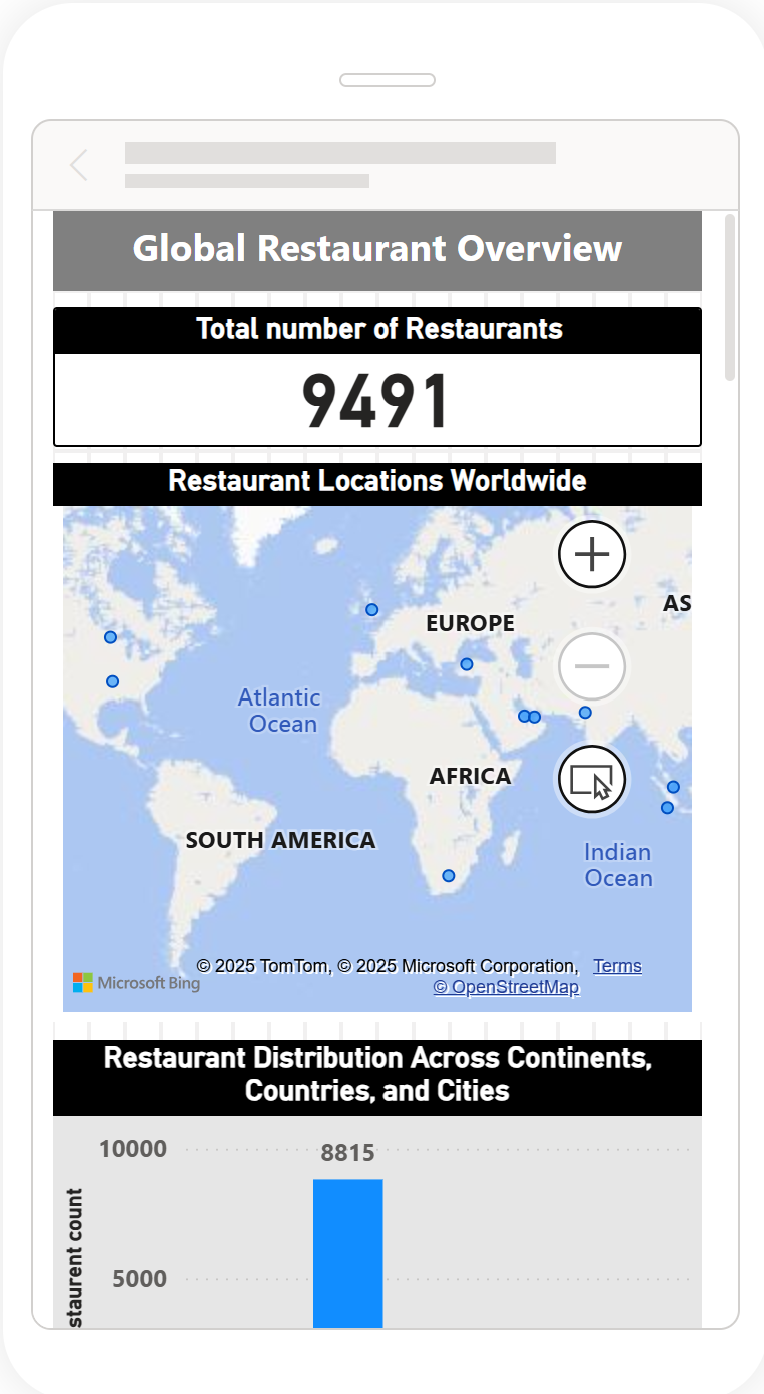 Global Restaurant Overview
Total number of Restaurants
9491
Restaurant Locations Worldwide
AS
EUROPE
Atlantic
Ocean
AFRICA
SOUTH AMERICA
Indian
Ocean
© 2025 TomTom, © 2025 Microsoft Corporation, Terms
© OpenStreetMap
Microsoft Bing
Restaurant Distribution Across Continents,
Countries, and Cities
10000
8815
5000
staurent count